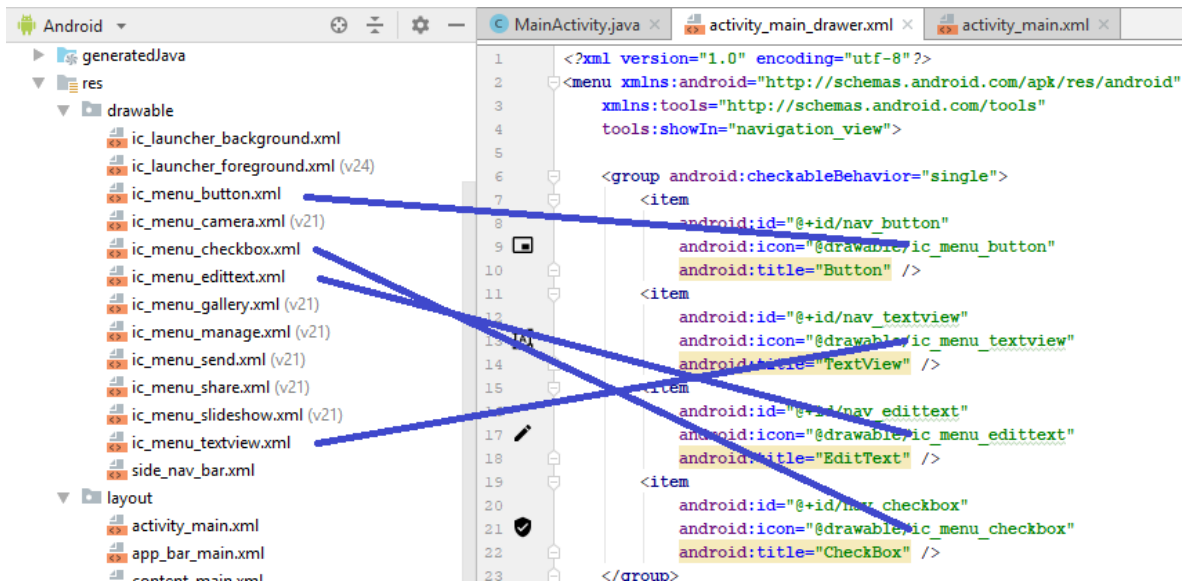 Android
generatedJava
res
drawable
ic_launcher_background.xml
ic_launcher_foreground.xml (v24)
ic_menu_button.xml
ic_menu_camera.xml (v21)
ic_menu_checkbox.xml
ic_menu_edittext.xml
ic_menu_gallery.xml (v21)
ic_menu_manage.xml (v21)
ic_menu_send.xml (v21)
ic_menu_share.xml (v21)
ic_menu_slideshow.xml (v21)
ic_menu_textview.xml
side_nav_bar.xml
layout
activity_main.xml
app_bar_main.xml
content_main.xml
MainActivity.java
activity_main_drawer.xml
activity_main.xml
1 <?xml version="1.0" encoding="utf-8"?>
2 <menu xmlns:android="http://schemas.android.com/apk/res/android"
3 xmlns:tools="http://schemas.android.com/tools"
4 tools:showIn="navigation_view">
5
6 <group android:checkableBehavior="single">
7 <item
8 android:id="@+id/nav_button"
9 android:icon="@drawable/ic_menu_button"
10 android:title="Button" />
11 <item
12 android:id="@+id/nav_textview"
13 android:icon="@drawable/ic_menu_textview"
14 android:title="TextView" />
15 <item
android:id="@+id/nav_edittext"
17 android:icon="@drawable/ic_menu_edittext"
18 android:title="EditText" />
19 <item
20 android:id="@+id/nav_checkbox"
21 android:icon="@drawable/ic_menu_checkbox"
22 android:title="CheckBox" />
23 </group>